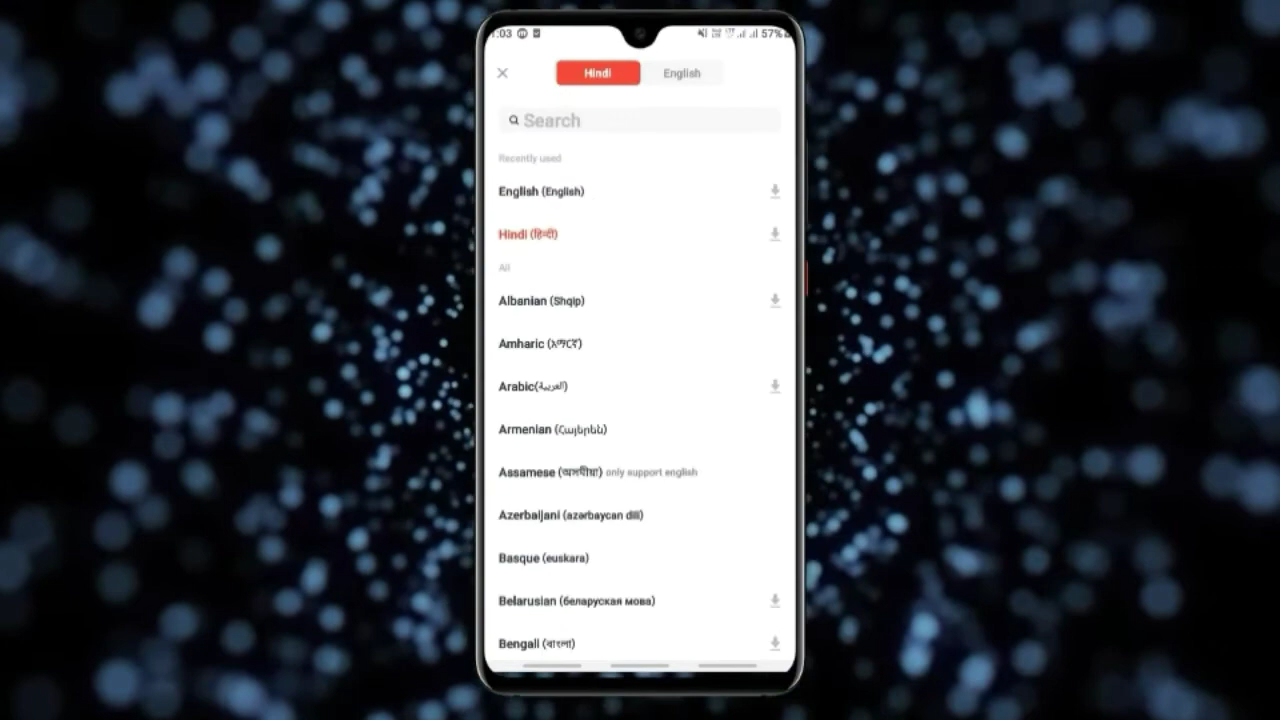 1:03 57%
Hindi English
Search
Recently used
English (English)
Hindi (हिन्दी)
All
Albanian (Shqip)
Amharic (አማርኛ)
Arabic(العربية)
Armenian (Հայերեն)
Assamese (অসমীয়া) only support english
Azerbaijani (azərbaycan dili)
Basque (euskara)
Belarusian (беларуская мова)
Bengali (বাংলা)